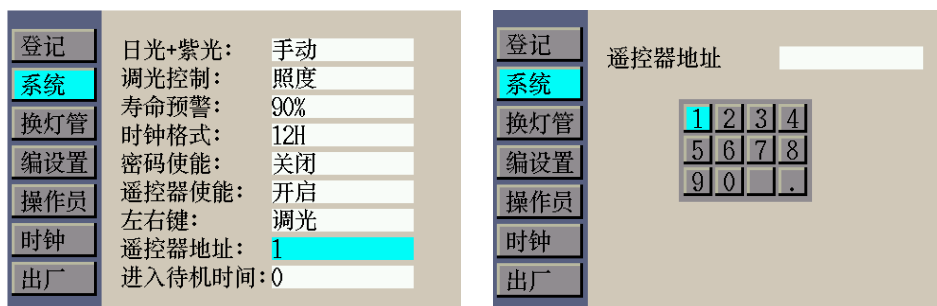 登记
系统
换灯管
编设置
操作员
时钟
出厂
日光+紫光: 手动
调光控制: 照度
寿命预警: 90%
时钟格式: 12H
密码使能: 关闭
遥控器使能: 开启
左右键: 调光
遥控器地址: 1
进入待机时间:0
登记
系统
换灯管
编设置
操作员
时钟
出厂
遥控器地址
1 2 3 4
5 6 7 8
9 0 .